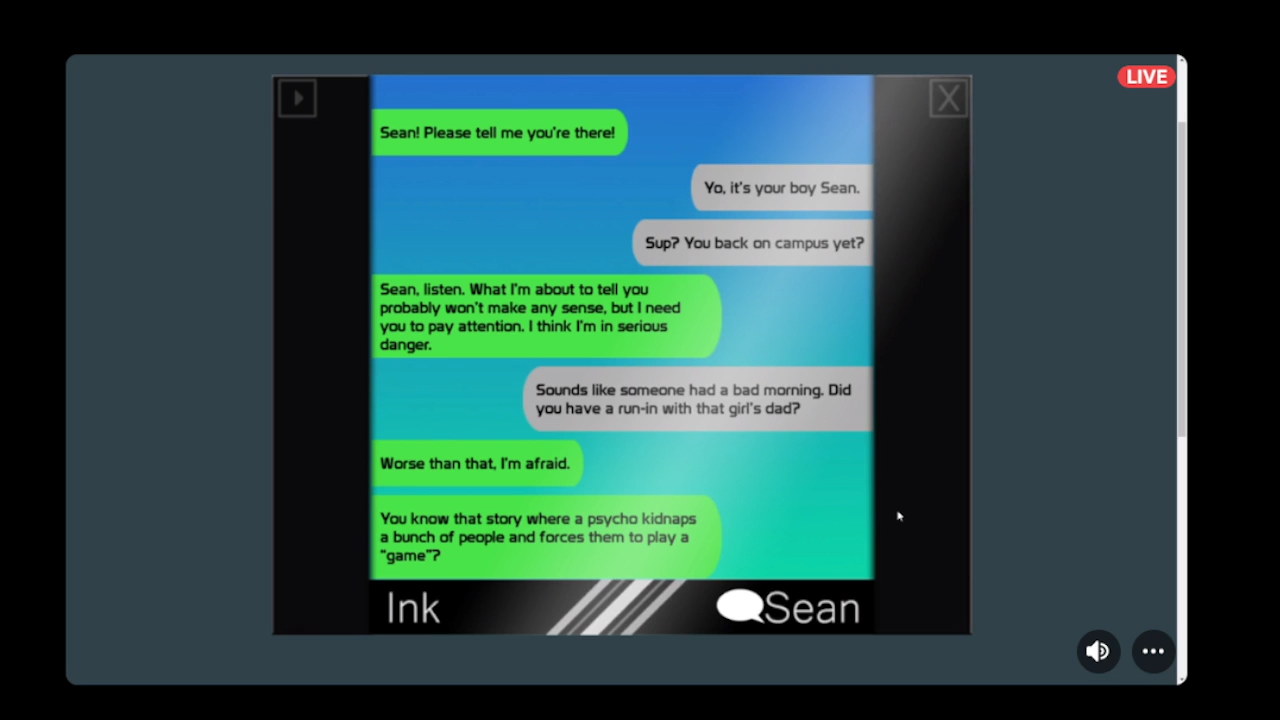 LIVE
X
Sean! Please tell me you're there!
Yo, it's your boy Sean.
Sup? You back on campus yet?
Sean, listen. What I'm about to tell you
probably won't make any sense, but I need
you to pay attention. I think I'm in serious
danger.
Sounds like someone had a bad morning. Did
you have a run-in with that girl's dad?
Worse than that, I'm afraid.
You know that story where a psycho kidnaps
a bunch of people and forces them to play a
"game"?
Ink
Sean